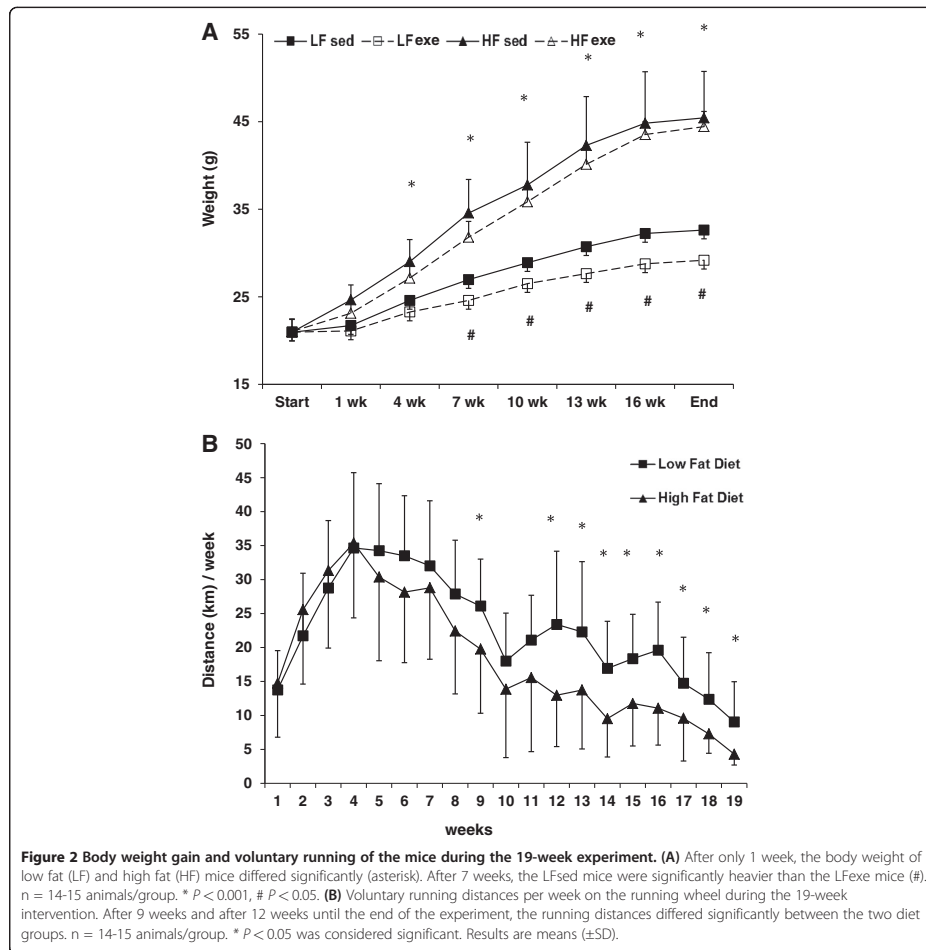 A
LF sed LF exe HF sed HF exe
* * * * * *
55
45
35
25
15
Weight (g)
# # # # #
Start 1 wk 4 wk 7 wk 10 wk 13 wk 16 wk End
B
Low Fat Diet
High Fat Diet
* * * * * * * * *
50
45
40
35
30
25
20
15
10
5
0
Distance (km) / week
1 2 3 4 5 6 7 8 9 10 11 12 13 14 15 16 17 18 19
weeks
Figure 2 Body weight gain and voluntary running of the mice during the 19-week experiment. (A) After only 1 week, the body weight of
low fat (LF) and high fat (HF) mice differed significantly (asterisk). After 7 weeks, the LFsed mice were significantly heavier than the LFexe mice (#).
n = 14-15 animals/group. * P < 0.001, # P < 0.05. (B) Voluntary running distances per week on the running wheel during the 19-week
intervention. After 9 weeks and after 12 weeks until the end of the experiment, the running distances differed significantly between the two diet
groups. n = 14-15 animals/group. * P < 0.05 was considered significant. Results are means (±SD).